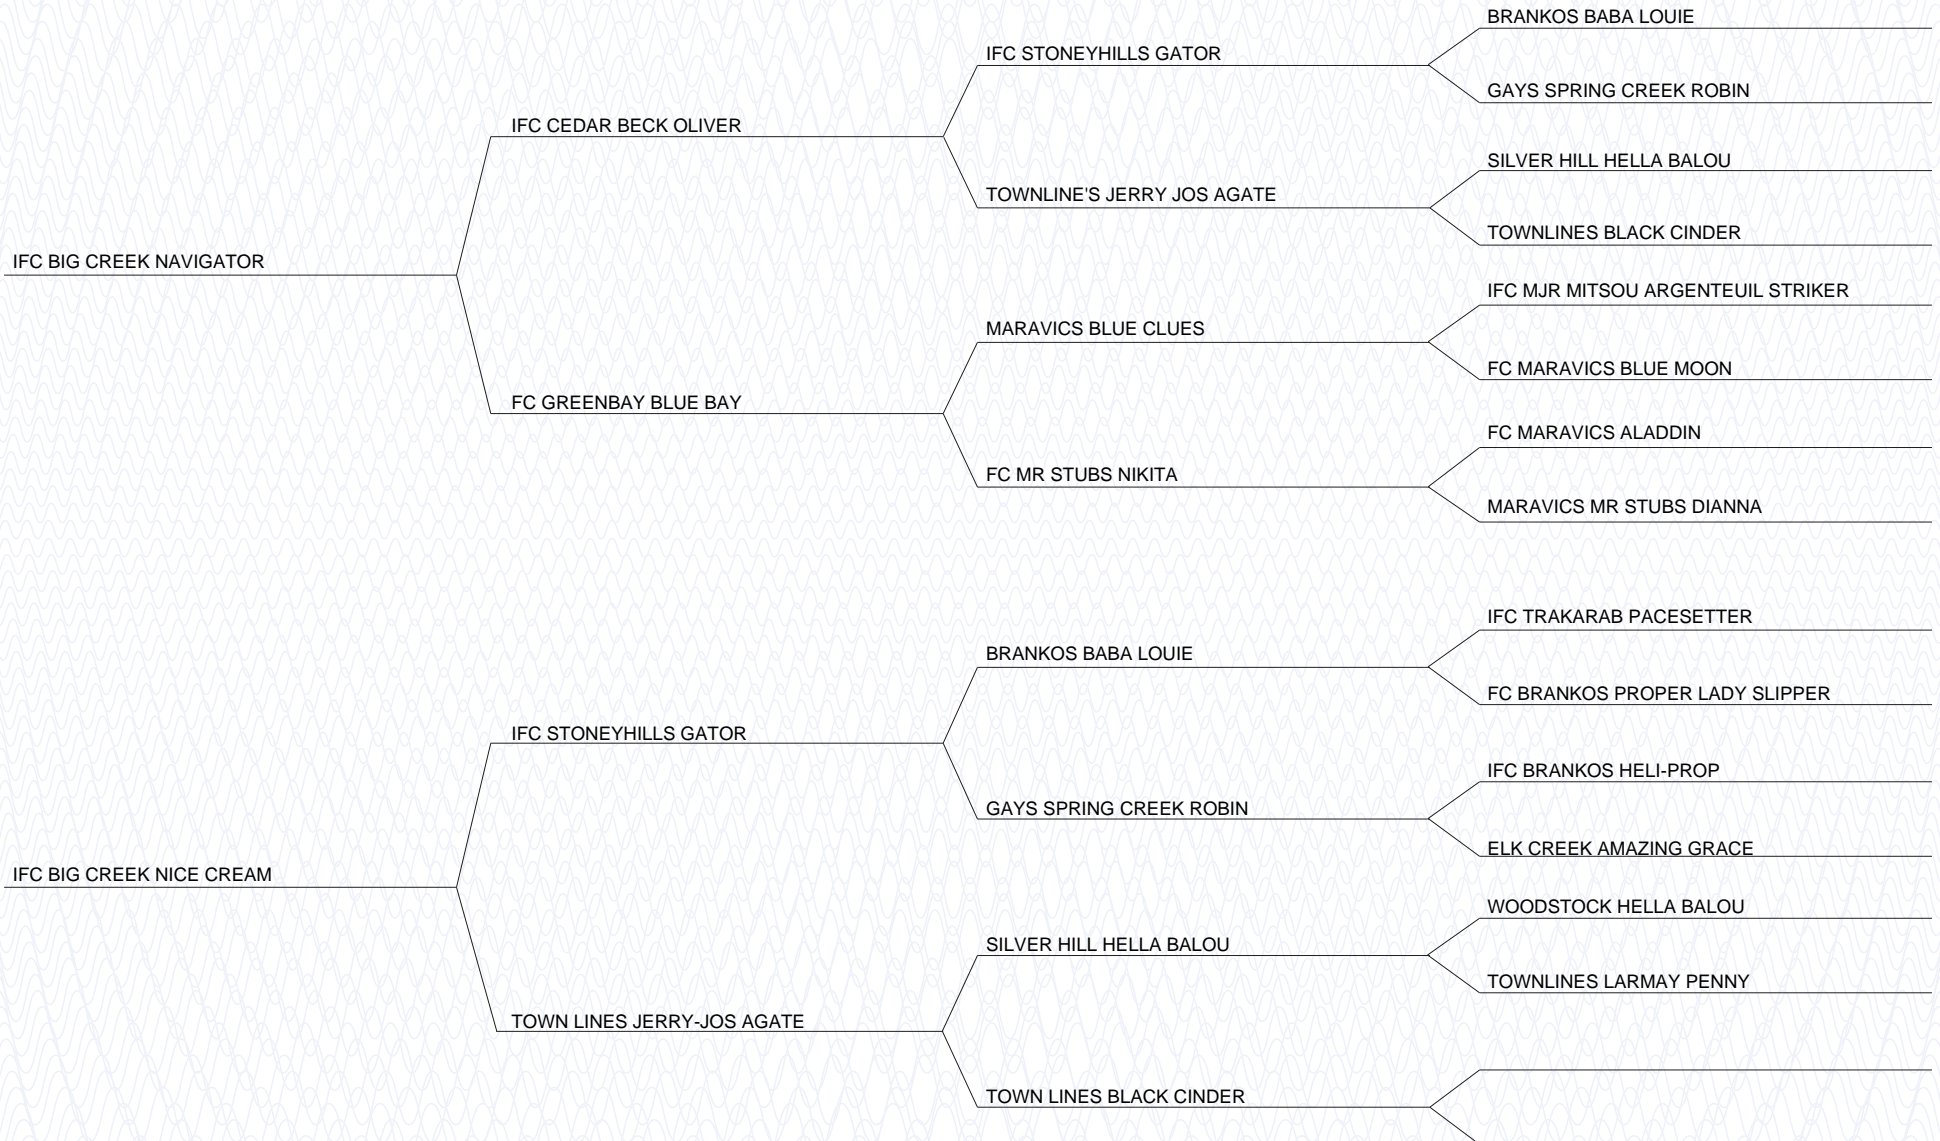 BRANKOS BABA LOUIE
IFC STONEYHILLS GATOR
GAYS SPRING CREEK ROBIN
IFC CEDAR BECK OLIVER
SILVER HILL HELLA BALOU
TOWNLINE'S JERRY JOS AGATE
TOWNLINES BLACK CINDER
IFC BIG CREEK NAVIGATOR
IFC MJR MITSOU ARGENTEUIL STRIKER
MARAVICS BLUE CLUES
FC MARAVICS BLUE MOON
FC GREENBAY BLUE BAY
FC MARAVICS ALADDIN
FC MR STUBS NIKITA
MARAVICS MR STUBS DIANNA
IFC TRAKARAB PACESETTER
BRANKOS BABA LOUIE
FC BRANKOS PROPER LADY SLIPPER
IFC STONEYHILLS GATOR
IFC BRANKOS HELI-PROP
GAYS SPRING CREEK ROBIN
ELK CREEK AMAZING GRACE
IFC BIG CREEK NICE CREAM
WOODSTOCK HELLA BALOU
SILVER HILL HELLA BALOU
TOWNLINES LARMAY PENNY
TOWN LINES JERRY-JOS AGATE
TOWN LINES BLACK CINDER